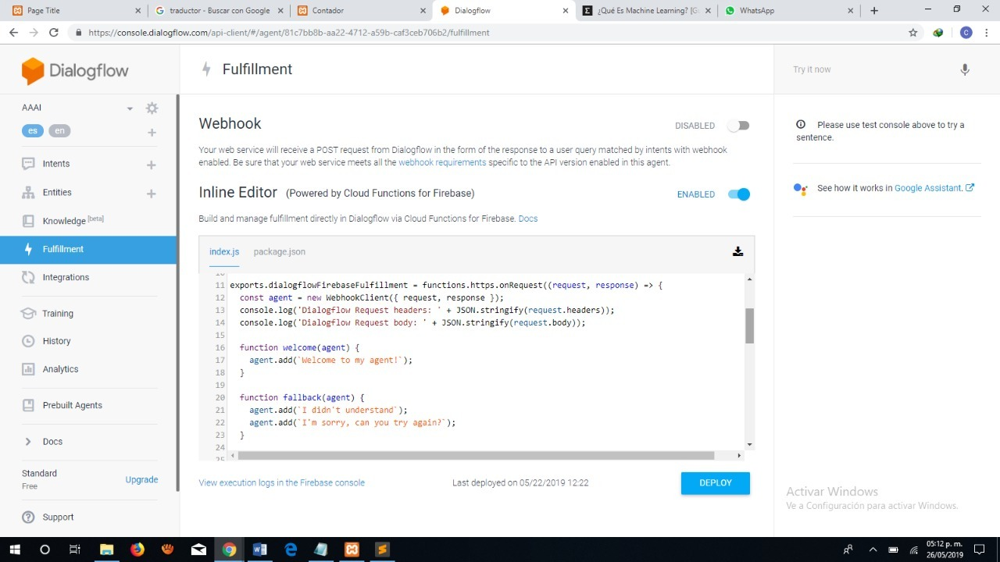 Page Title
traductor - Buscar con Google
Contador
Dialogflow
¿Qué Es Machine Learning? [G
WhatsApp
https://console.dialogflow.com/api-client/#/agent/81c7bb8b-aa22-4712-a59b-caf3ceb706b2/fulfillment
C
Dialogflow
Fulfillment
Try it now
AAAI
es en
Intents
Entities
Knowledge [beta]
Fulfillment
Integrations
Training
History
Analytics
Prebuilt Agents
Docs
Standard
Free
Upgrade
Support
Webhook
DISABLED
Your web service will receive a POST request from Dialogflow in the form of the response to a user query matched by intents with webhook
enabled. Be sure that your web service meets all the webhook requirements specific to the API version enabled in this agent.
Inline Editor (Powered by Cloud Functions for Firebase)
ENABLED
Build and manage fulfillment directly in Dialogflow via Cloud Functions for Firebase. Docs
index.js package.json
10
11 exports.dialogflowFirebaseFulfillment = functions.https.onRequest((request, response) => {
12 const agent = new WebhookClient({ request, response });
13 console.log('Dialogflow Request headers: ' + JSON.stringify(request.headers));
14 console.log('Dialogflow Request body: ' + JSON.stringify(request.body));
15
16 function welcome(agent) {
17 agent.add(`Welcome to my agent!`);
18 }
19
20 function fallback(agent) {
21 agent.add(`I didn't understand`);
22 agent.add(`I'm sorry, can you try again?`);
23 }
24
25
View execution logs in the Firebase console
Last deployed on 05/22/2019 12:22
DEPLOY
Please use test console above to try a
sentence.
See how it works in Google Assistant.
Activar Windows
Ve a Configuración para activar Windows.
05:12 p. m.
26/05/2019